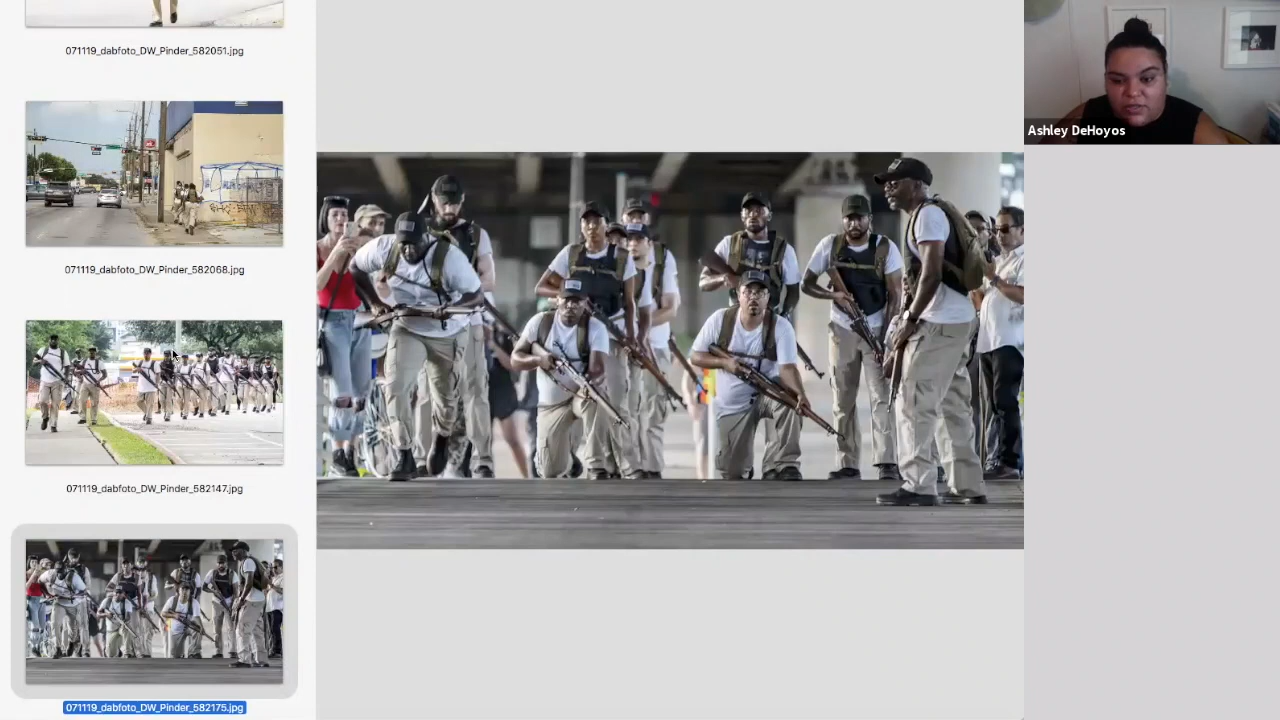 071119_dabfoto_DW_Pinder_582051.jpg
071119_dabfoto_DW_Pinder_582068.jpg
071119_dabfoto_DW_Pinder_582147.jpg
071119_dabfoto_DW_Pinder_582175.jpg
Ashley DeHoyos